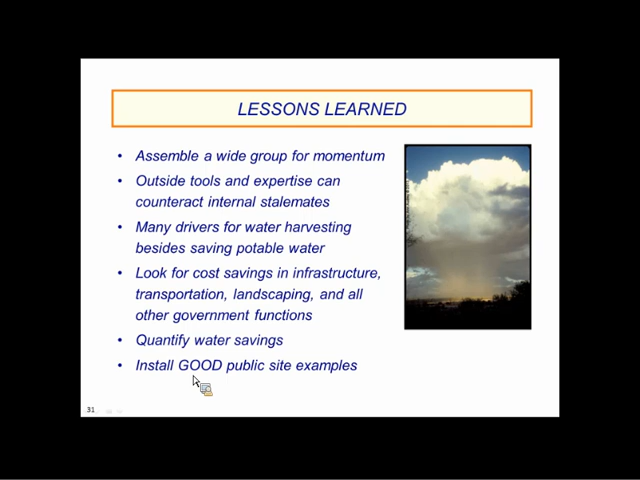 LESSONS LEARNED
• Assemble a wide group for momentum
• Outside tools and expertise can
counteract internal stalemates
• Many drivers for water harvesting
besides saving potable water
• Look for cost savings in infrastructure,
transportation, landscaping, and all
other government functions
• Quantify water savings
• Install GOOD public site examples
31